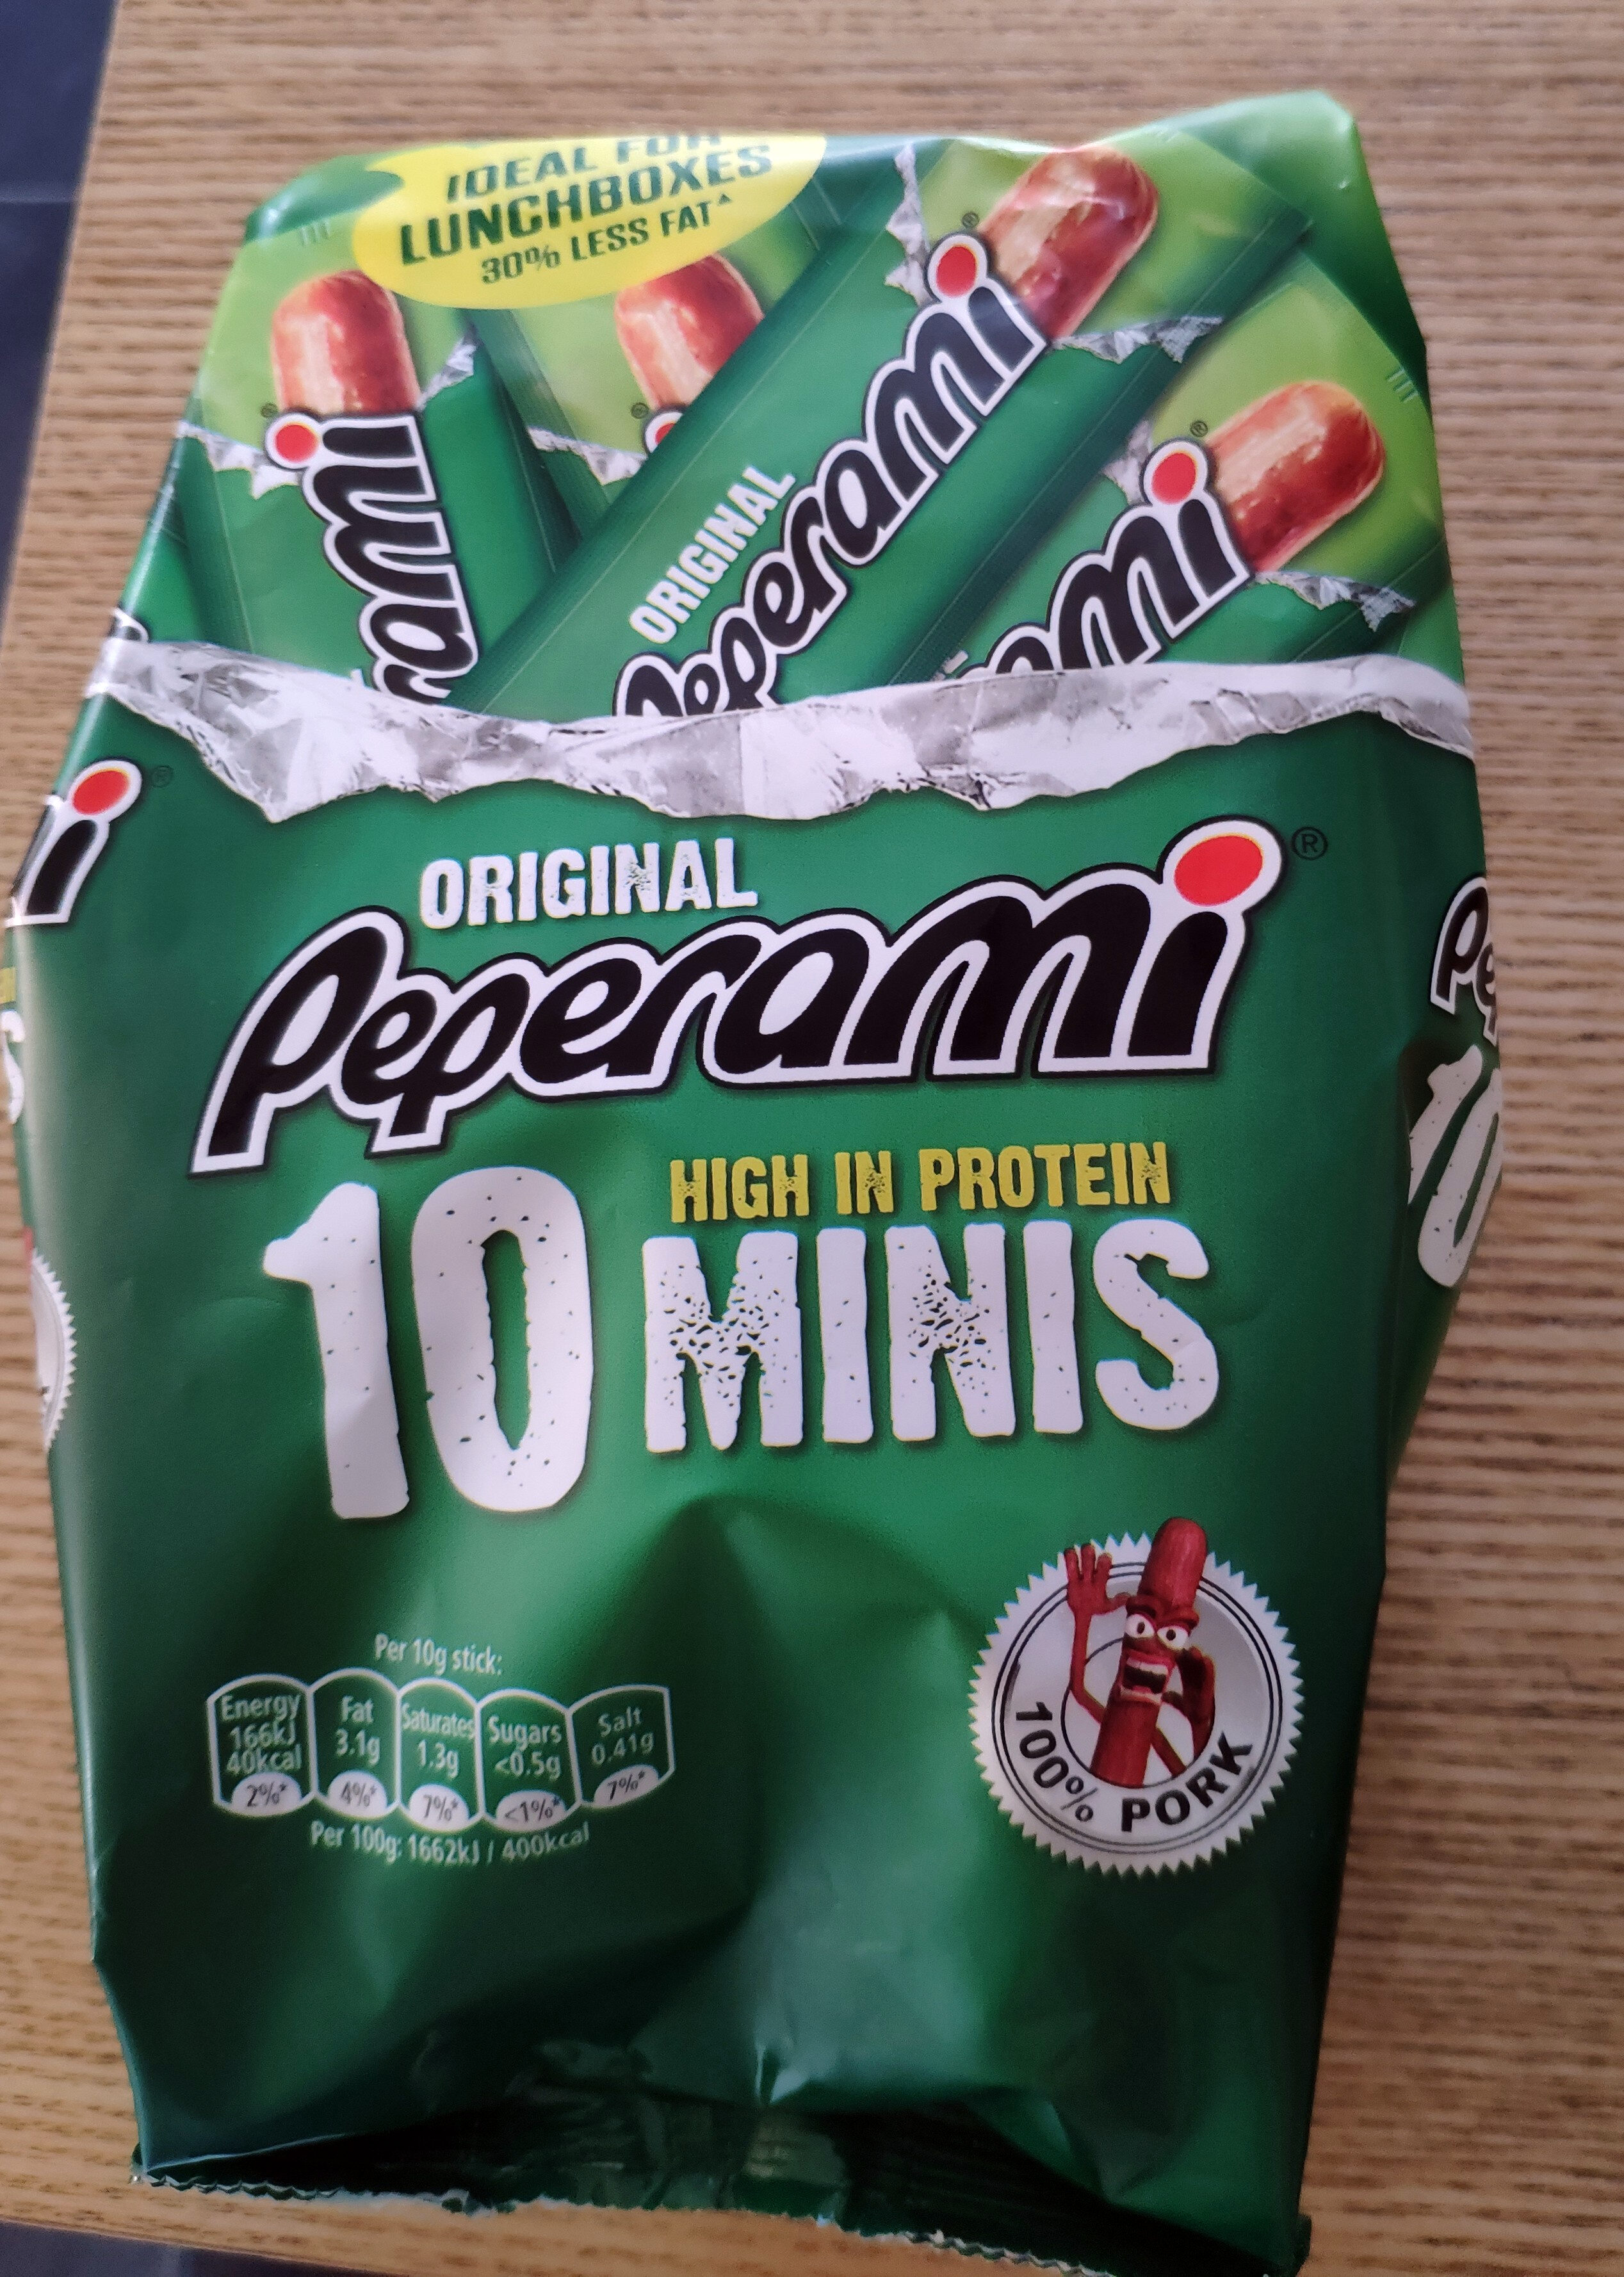 IDEAL FOR
LUNCHBOXES
30% LESS FAT^
®
®
®
®
ORIGINAL
Peperami
ORIGINAL
Peperami®
10
HIGH IN PROTEIN
MINIS
10
Per 10g stick:
Energy
166kJ
40kcal
2%*
Fat
3.1g
4%*
Saturates
1.3g
7%*
Sugars
<0.5g
<1%*
Salt
0.41g
7%*
Per 100g: 1662kJ / 400kcal
100% PORK